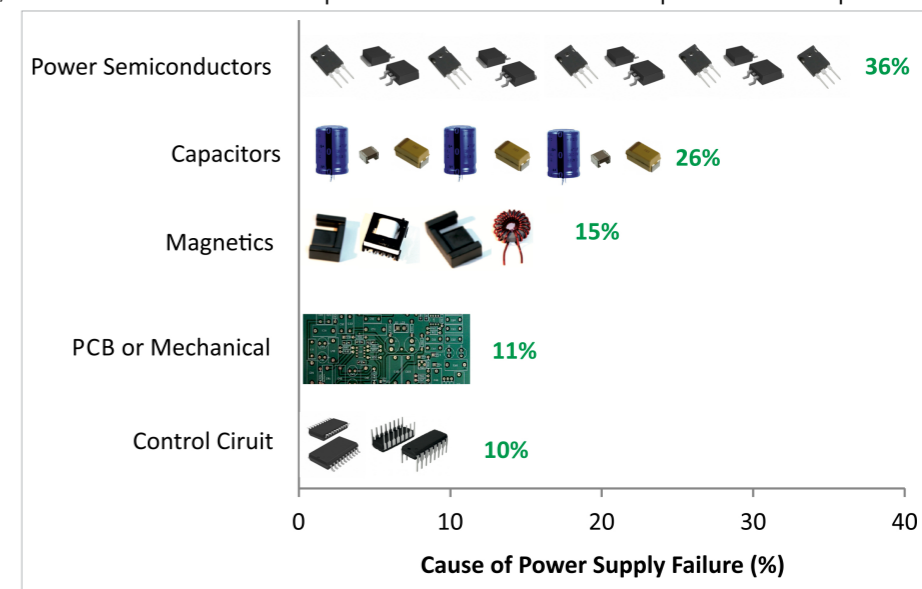 Power Semiconductors
36%
Capacitors
26%
Magnetics
15%
PCB or Mechanical
11%
Control Ciruit
10%
0 10 20 30 40
Cause of Power Supply Failure (%)